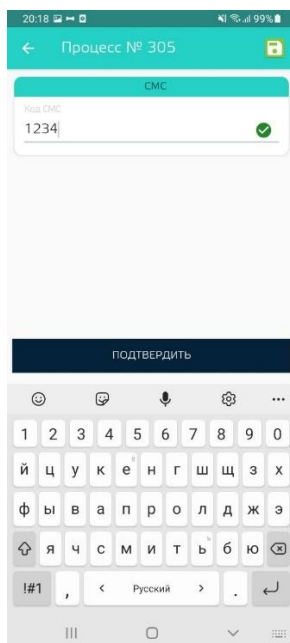 20:18 99%
Процесс № 305
СМС
Код СМС
1234
ПОДТВЕРДИТЬ
1 2 3 4 5 6 7 8 9 0
й ц у к е ё н г ш щ з х
ф ы в а п р о л д ж э
я ч с м и т ь ъ б ю
!#1 , < Русский > .